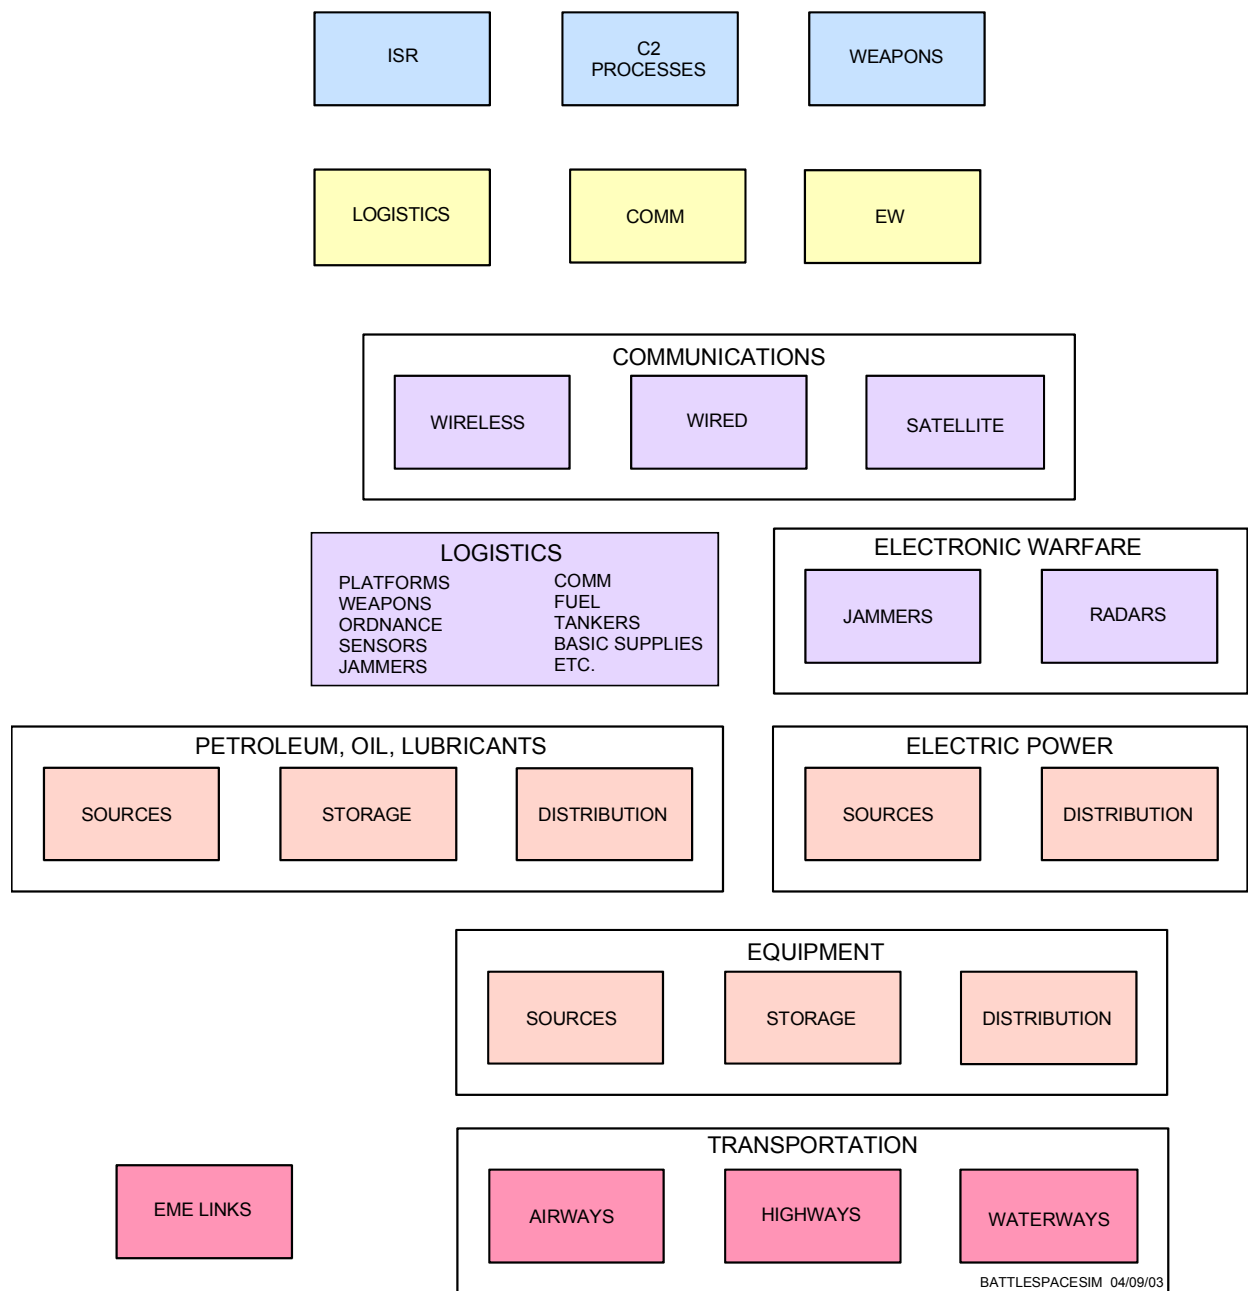 ISR
C2
PROCESSES
WEAPONS
LOGISTICS
COMM
EW
COMMUNICATIONS
WIRELESS
WIRED
SATELLITE
LOGISTICS
PLATFORMS
WEAPONS
ORDNANCE
SENSORS
JAMMERS
COMM
FUEL
TANKERS
BASIC SUPPLIES
ETC.
ELECTRONIC WARFARE
JAMMERS
RADARS
PETROLEUM, OIL, LUBRICANTS
SOURCES
STORAGE
DISTRIBUTION
ELECTRIC POWER
SOURCES
DISTRIBUTION
EQUIPMENT
SOURCES
STORAGE
DISTRIBUTION
EME LINKS
TRANSPORTATION
AIRWAYS
HIGHWAYS
WATERWAYS
BATTLESPACESIM 04/09/03